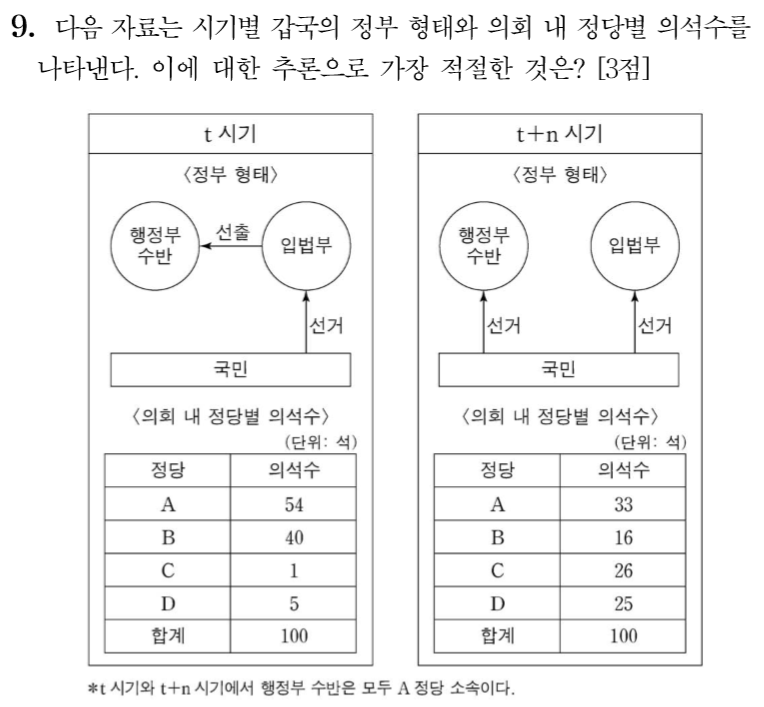 9. 다음 자료는 시기별 갑국의 정부 형태와 의회 내 정당별 의석수를
나타낸다. 이에 대한 추론으로 가장 적절한 것은? [3점]
t 시기
〈정부 형태〉
행정부
수반
선출
입법부
선거
국민
〈의회 내 정당별 의석수〉
(단위: 석)
정당 의석수
A 54
B 40
C 1
D 5
합계 100
t+n 시기
〈정부 형태〉
행정부
수반
입법부
선거
선거
국민
〈의회 내 정당별 의석수〉
(단위: 석)
정당 의석수
A 33
B 16
C 26
D 25
합계 100
*t 시기와 t+n 시기에서 행정부 수반은 모두 A 정당 소속이다.